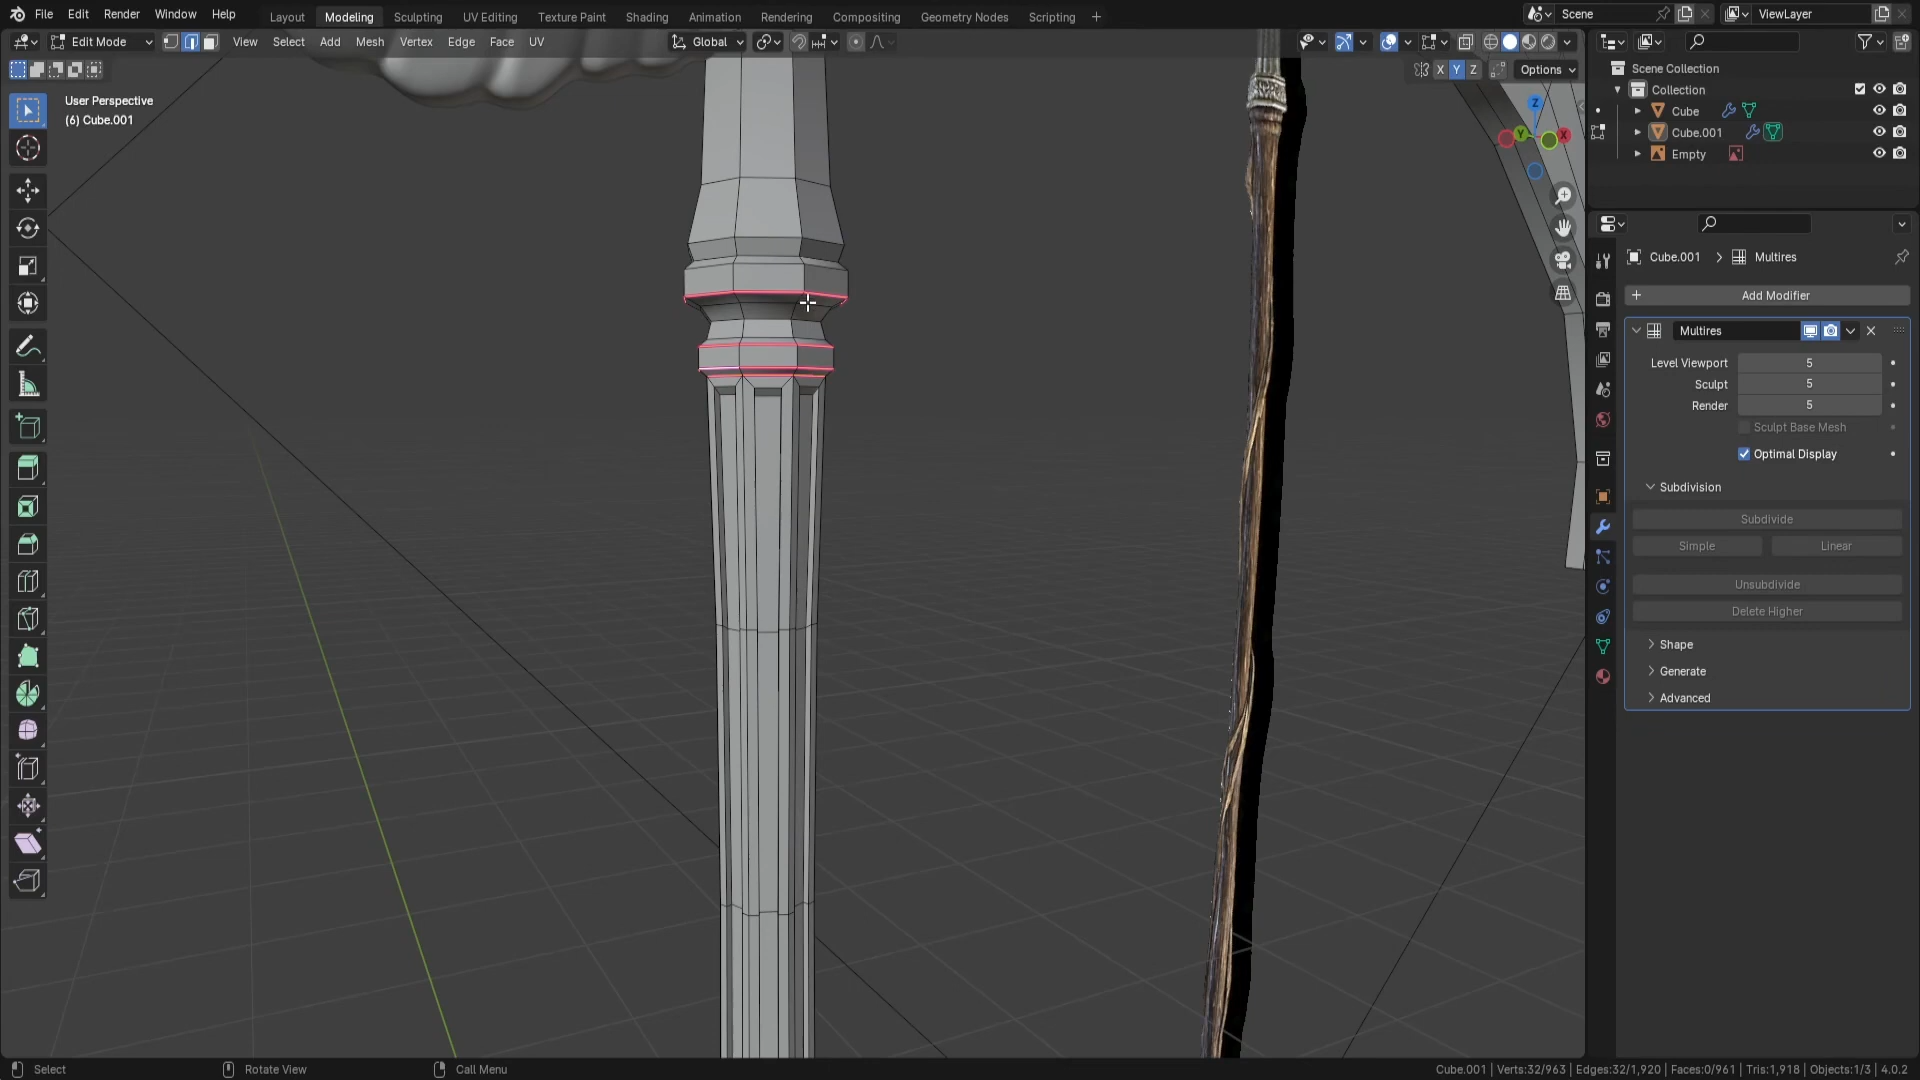 File Edit Render Window Help
Layout Modeling Sculpting UV Editing Texture Paint Shading Animation Rendering Compositing Geometry Nodes Scripting +
Scene
ViewLayer
Edit Mode
View Select Add Mesh Vertex Edge Face UV
Global
X Y Z
Options
User Perspective
(6) Cube.001
Z
Y
X
Scene Collection
Collection
Cube
Cube.001
Empty
Cube.001 > Multires
+ Add Modifier
Multires
Level Viewport 5
Sculpt 5
Render 5
Sculpt Base Mesh
Optimal Display
Subdivision
Subdivide
Simple Linear
Unsubdivide
Delete Higher
Shape
Generate
Advanced
Select
Rotate View
Call Menu
Cube.001 | Verts:32/963 | Edges:32/1,920 | Faces:0/961 | Tris:1,918 | Objects:1/3 | 4.0.2